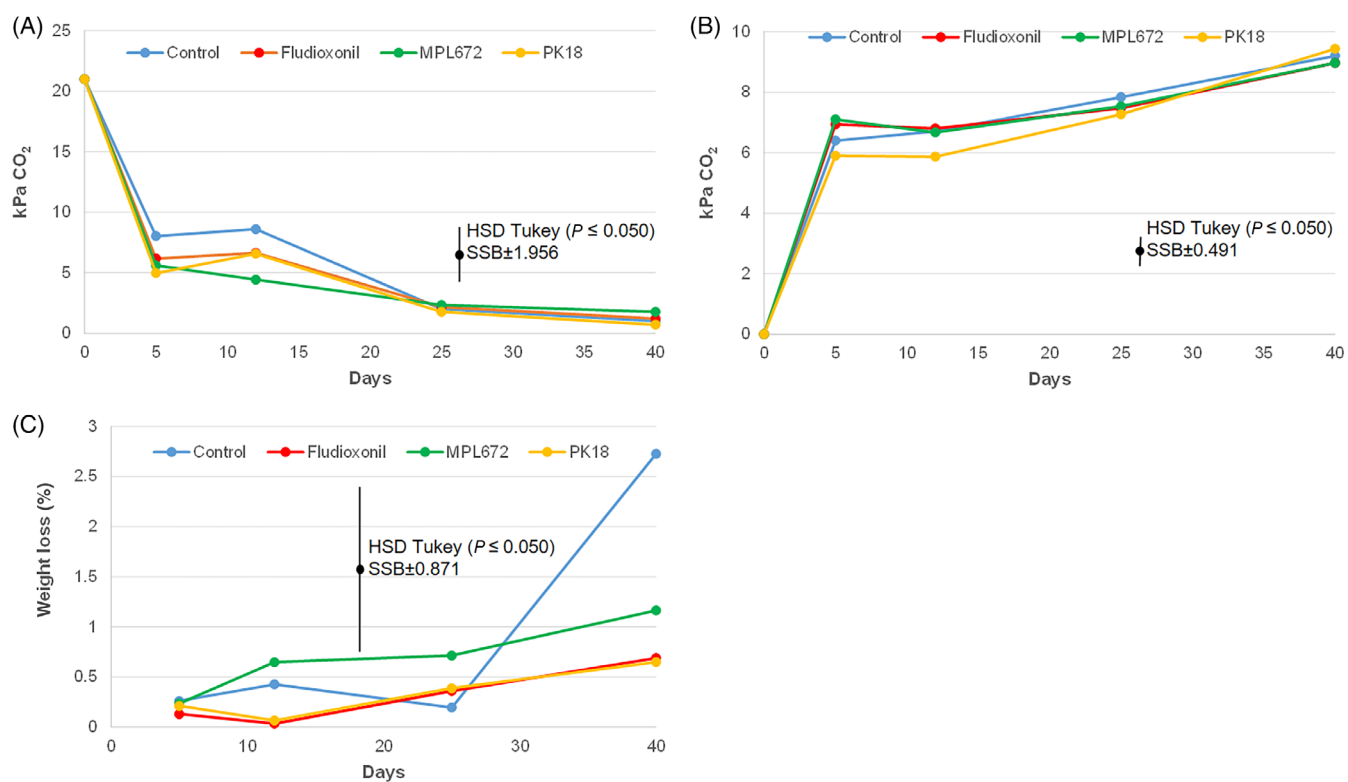 (A)
25
20
15
10
5
0
kPa CO₂
Control Fludioxonil MPL672 PK18
HSD Tukey (P ≤ 0.050)
SSB±1.956
0 5 10 15 20 25 30 35 40
Days
(B)
10
8
6
4
2
0
kPa CO₂
Control Fludioxonil MPL672 PK18
HSD Tukey (P ≤ 0.050)
SSB±0.491
0 5 10 15 20 25 30 35 40
Days
(C)
3
2.5
2
1.5
1
0.5
0
Weight loss (%)
Control Fludioxonil MPL672 PK18
HSD Tukey (P ≤ 0.050)
SSB±0.871
0 10 20 30 40
Days